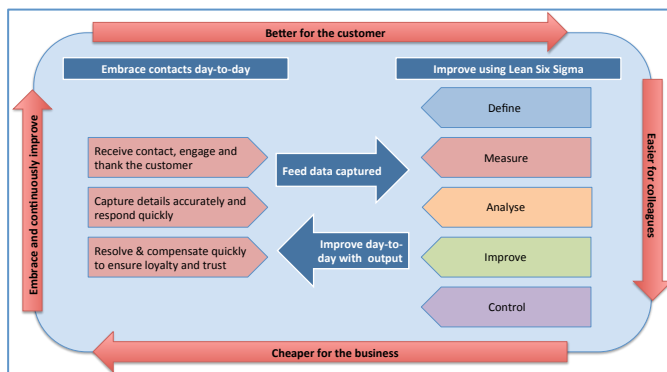 Better for the customer
Embrace contacts day-to-day
Improve using Lean Six Sigma
Define
Receive contact, engage and
thank the customer
Feed data captured
Measure
Capture details accurately and
respond quickly
Analyse
Resolve & compensate quickly
to ensure loyalty and trust
Improve day-to-
day with output
Improve
Control
Cheaper for the business
Embrace and continuously improve
Easier for colleagues